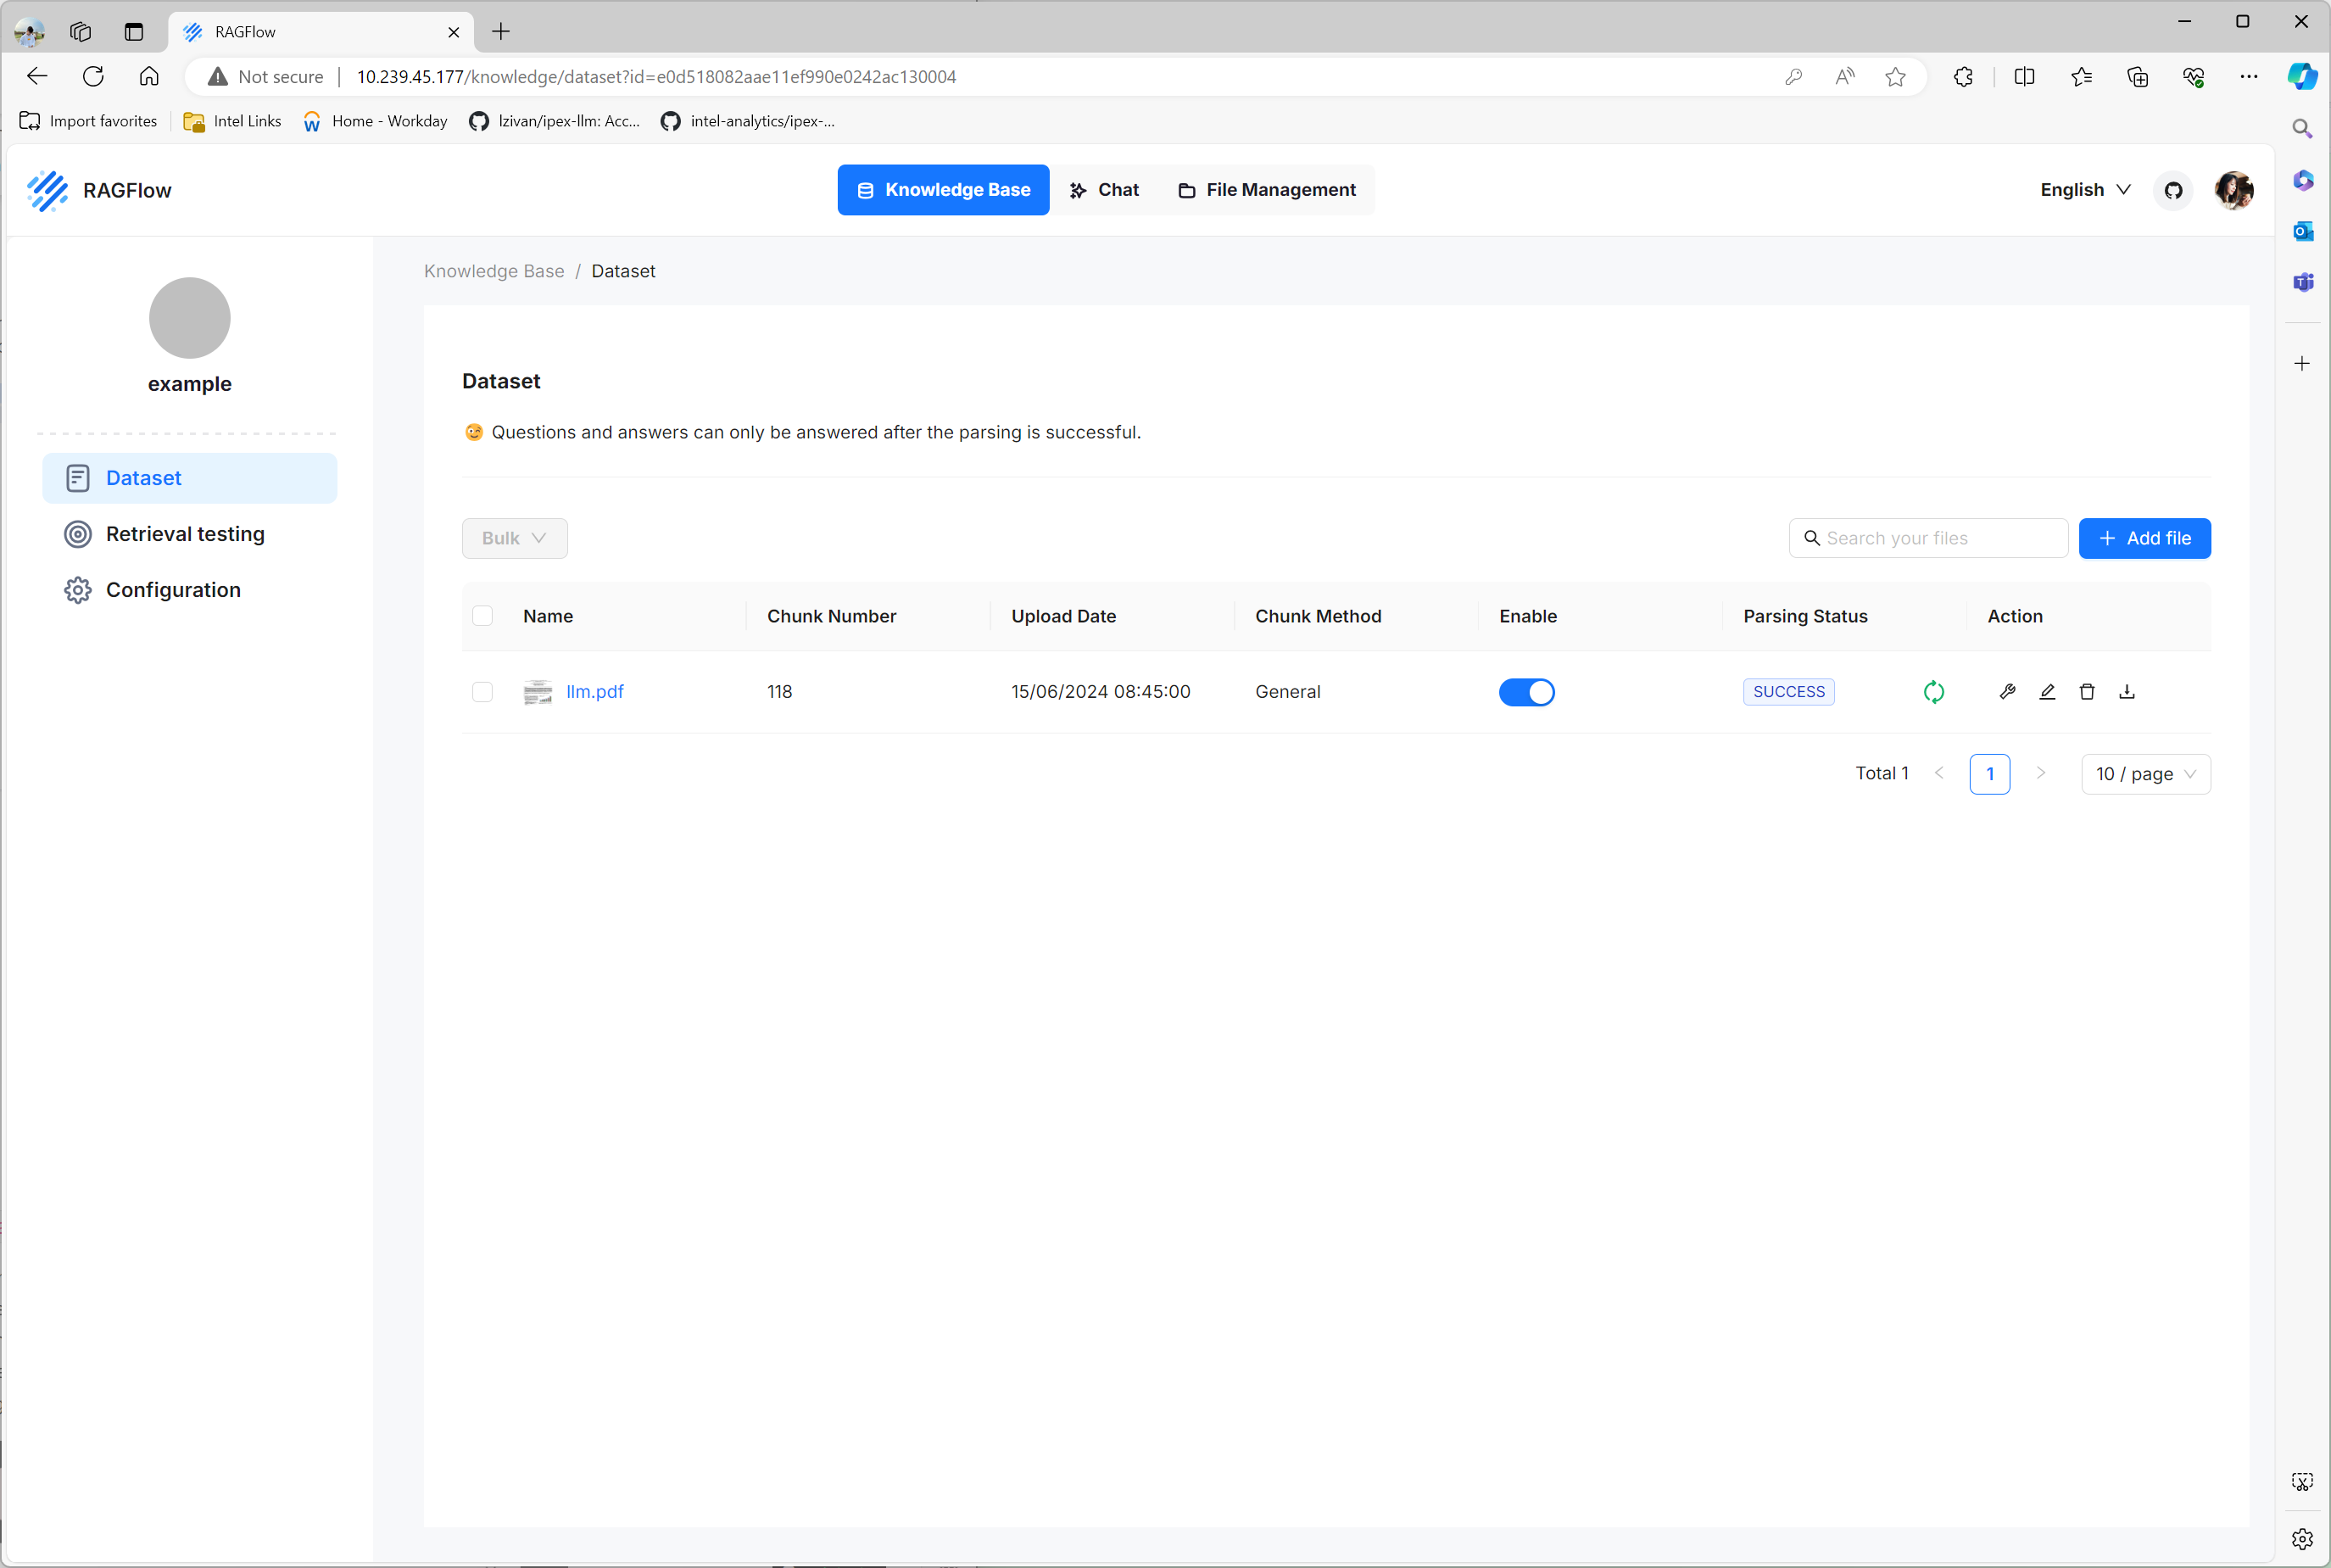 RAGFlow
Not secure 10.239.45.177/knowledge/dataset?id=e0d518082aae11ef990e0242ac130004
Import favorites Intel Links Home - Workday lzivan/ipex-llm: Acc... intel-analytics/ipex-...
RAGFlow Knowledge Base Chat File Management English
Knowledge Base / Dataset
example
Dataset
Retrieval testing
Configuration
Dataset
😉 Questions and answers can only be answered after the parsing is successful.
Bulk Search your files + Add file
Name Chunk Number Upload Date Chunk Method Enable Parsing Status Action
llm.pdf 118 15/06/2024 08:45:00 General SUCCESS
Total 1 < 1 > 10 / page